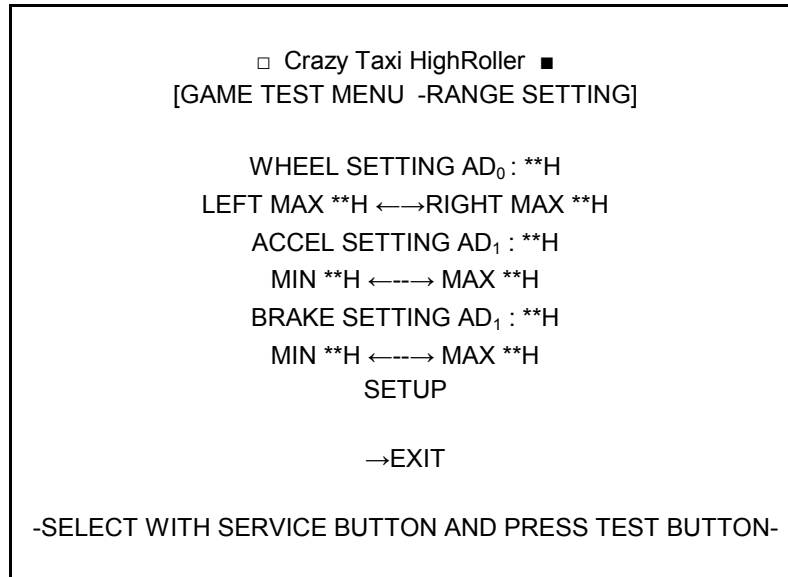 □ Crazy Taxi HighRoller ■
[GAME TEST MENU -RANGE SETTING]
WHEEL SETTING AD₀ : **H
LEFT MAX **H ←→RIGHT MAX **H
ACCEL SETTING AD₁ : **H
MIN **H ←--→ MAX **H
BRAKE SETTING AD₁ : **H
MIN **H ←--→ MAX **H
SETUP
→EXIT
-SELECT WITH SERVICE BUTTON AND PRESS TEST BUTTON-